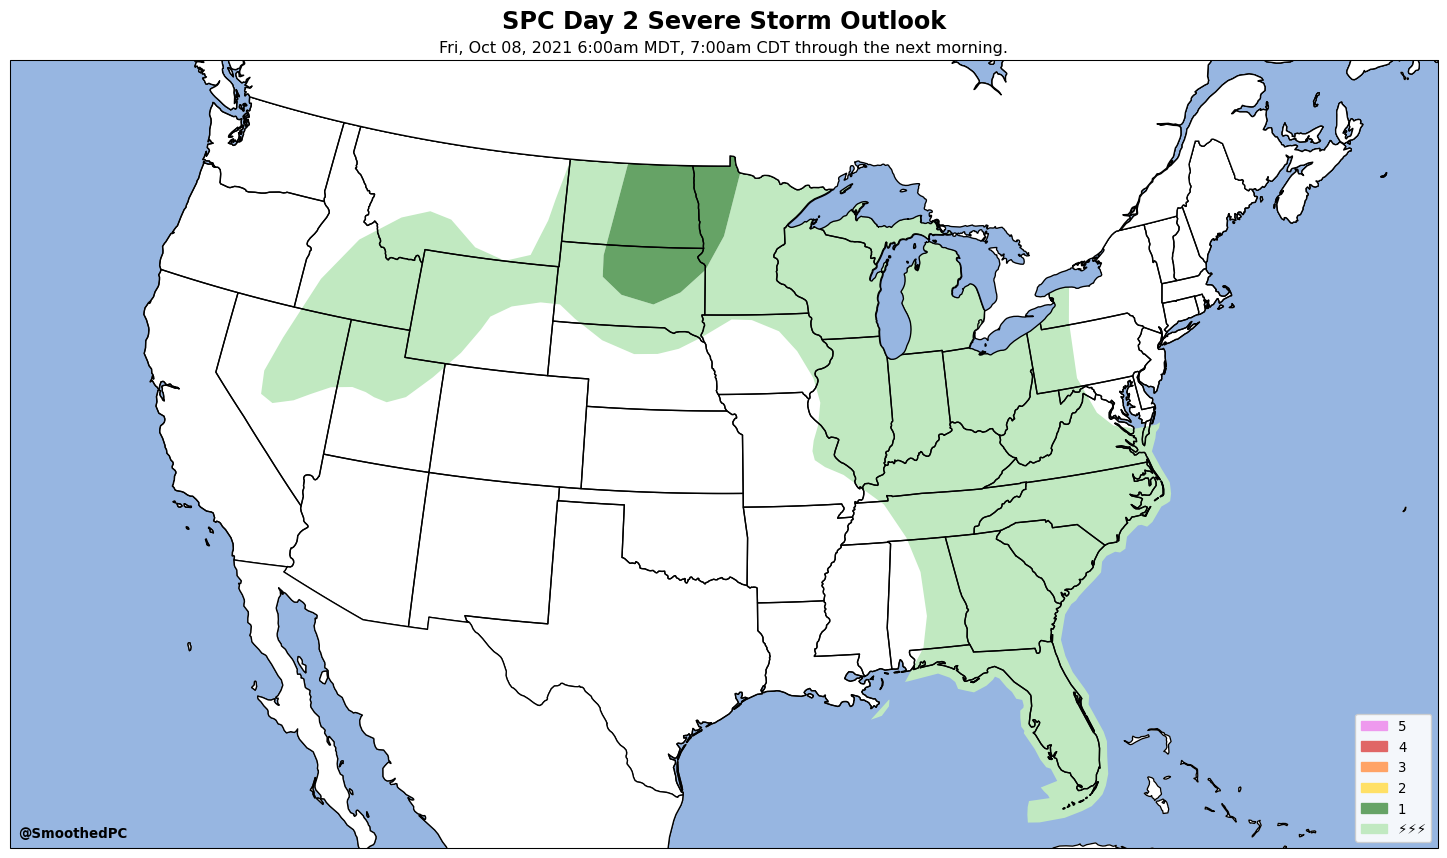 SPC Day 2 Severe Storm Outlook
Fri, Oct 08, 2021 6:00am MDT, 7:00am CDT through the next morning.
5
4
3
2
1
⚡⚡⚡
@SmoothedPC